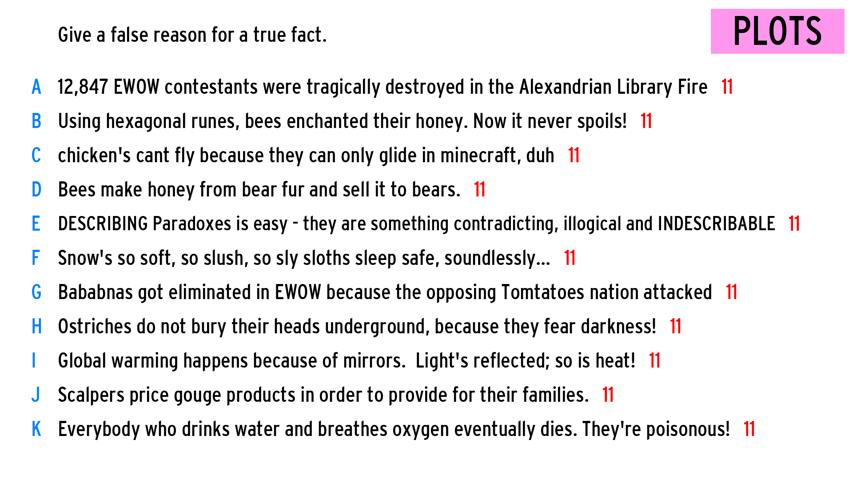 Give a false reason for a true fact.
PLOTS
A 12,847 EWOW contestants were tragically destroyed in the Alexandrian Library Fire 11
B Using hexagonal runes, bees enchanted their honey. Now it never spoils! 11
C chicken's cant fly because they can only glide in minecraft, duh 11
D Bees make honey from bear fur and sell it to bears. 11
E DESCRIBING Paradoxes is easy - they are something contradicting, illogical and INDESCRIBABLE 11
F Snow's so soft, so slush, so sly sloths sleep safe, soundlessly... 11
G Bababnas got eliminated in EWOW because the opposing Tomtatoes nation attacked 11
H Ostriches do not bury their heads underground, because they fear darkness! 11
I Global warming happens because of mirrors.  Light's reflected; so is heat! 11
J Scalpers price gouge products in order to provide for their families. 11
K Everybody who drinks water and breathes oxygen eventually dies. They're poisonous! 11